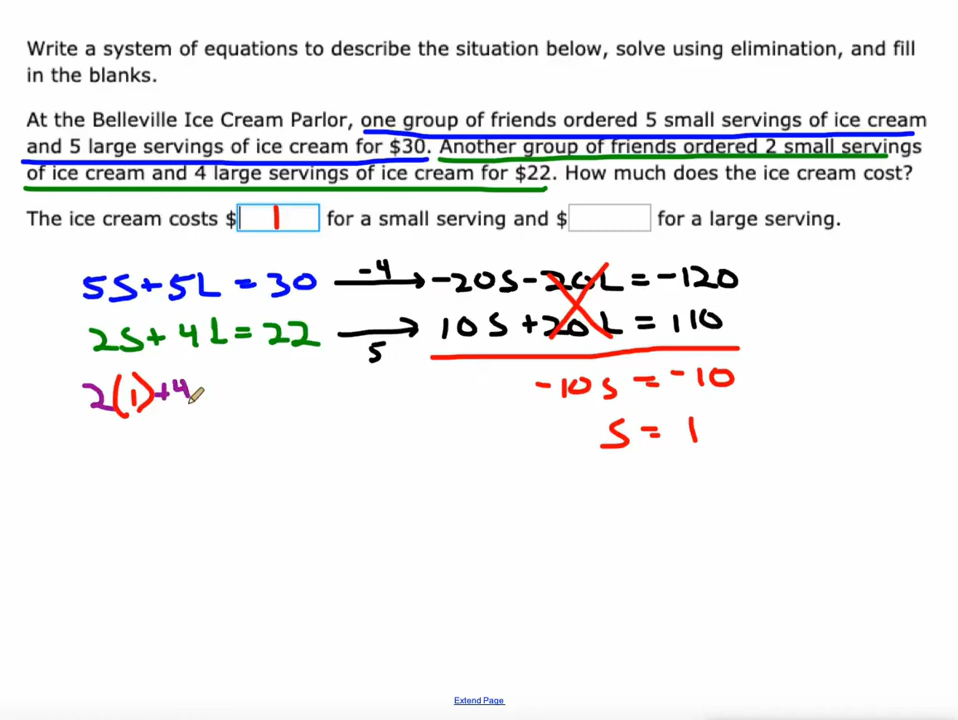 Write a system of equations to describe the situation below, solve using elimination, and fill
in the blanks.
At the Belleville Ice Cream Parlor, one group of friends ordered 5 small servings of ice cream
and 5 large servings of ice cream for $30. Another group of friends ordered 2 small servings
of ice cream and 4 large servings of ice cream for $22. How much does the ice cream cost?
The ice cream costs $ 1 for a small serving and $ for a large serving.
5S+5L = 30 -4 -20S-20L = -120
2S+4L = 22 5 10S+20L = 110
2(1)+4 -10S = -10
S = 1
Extend Page